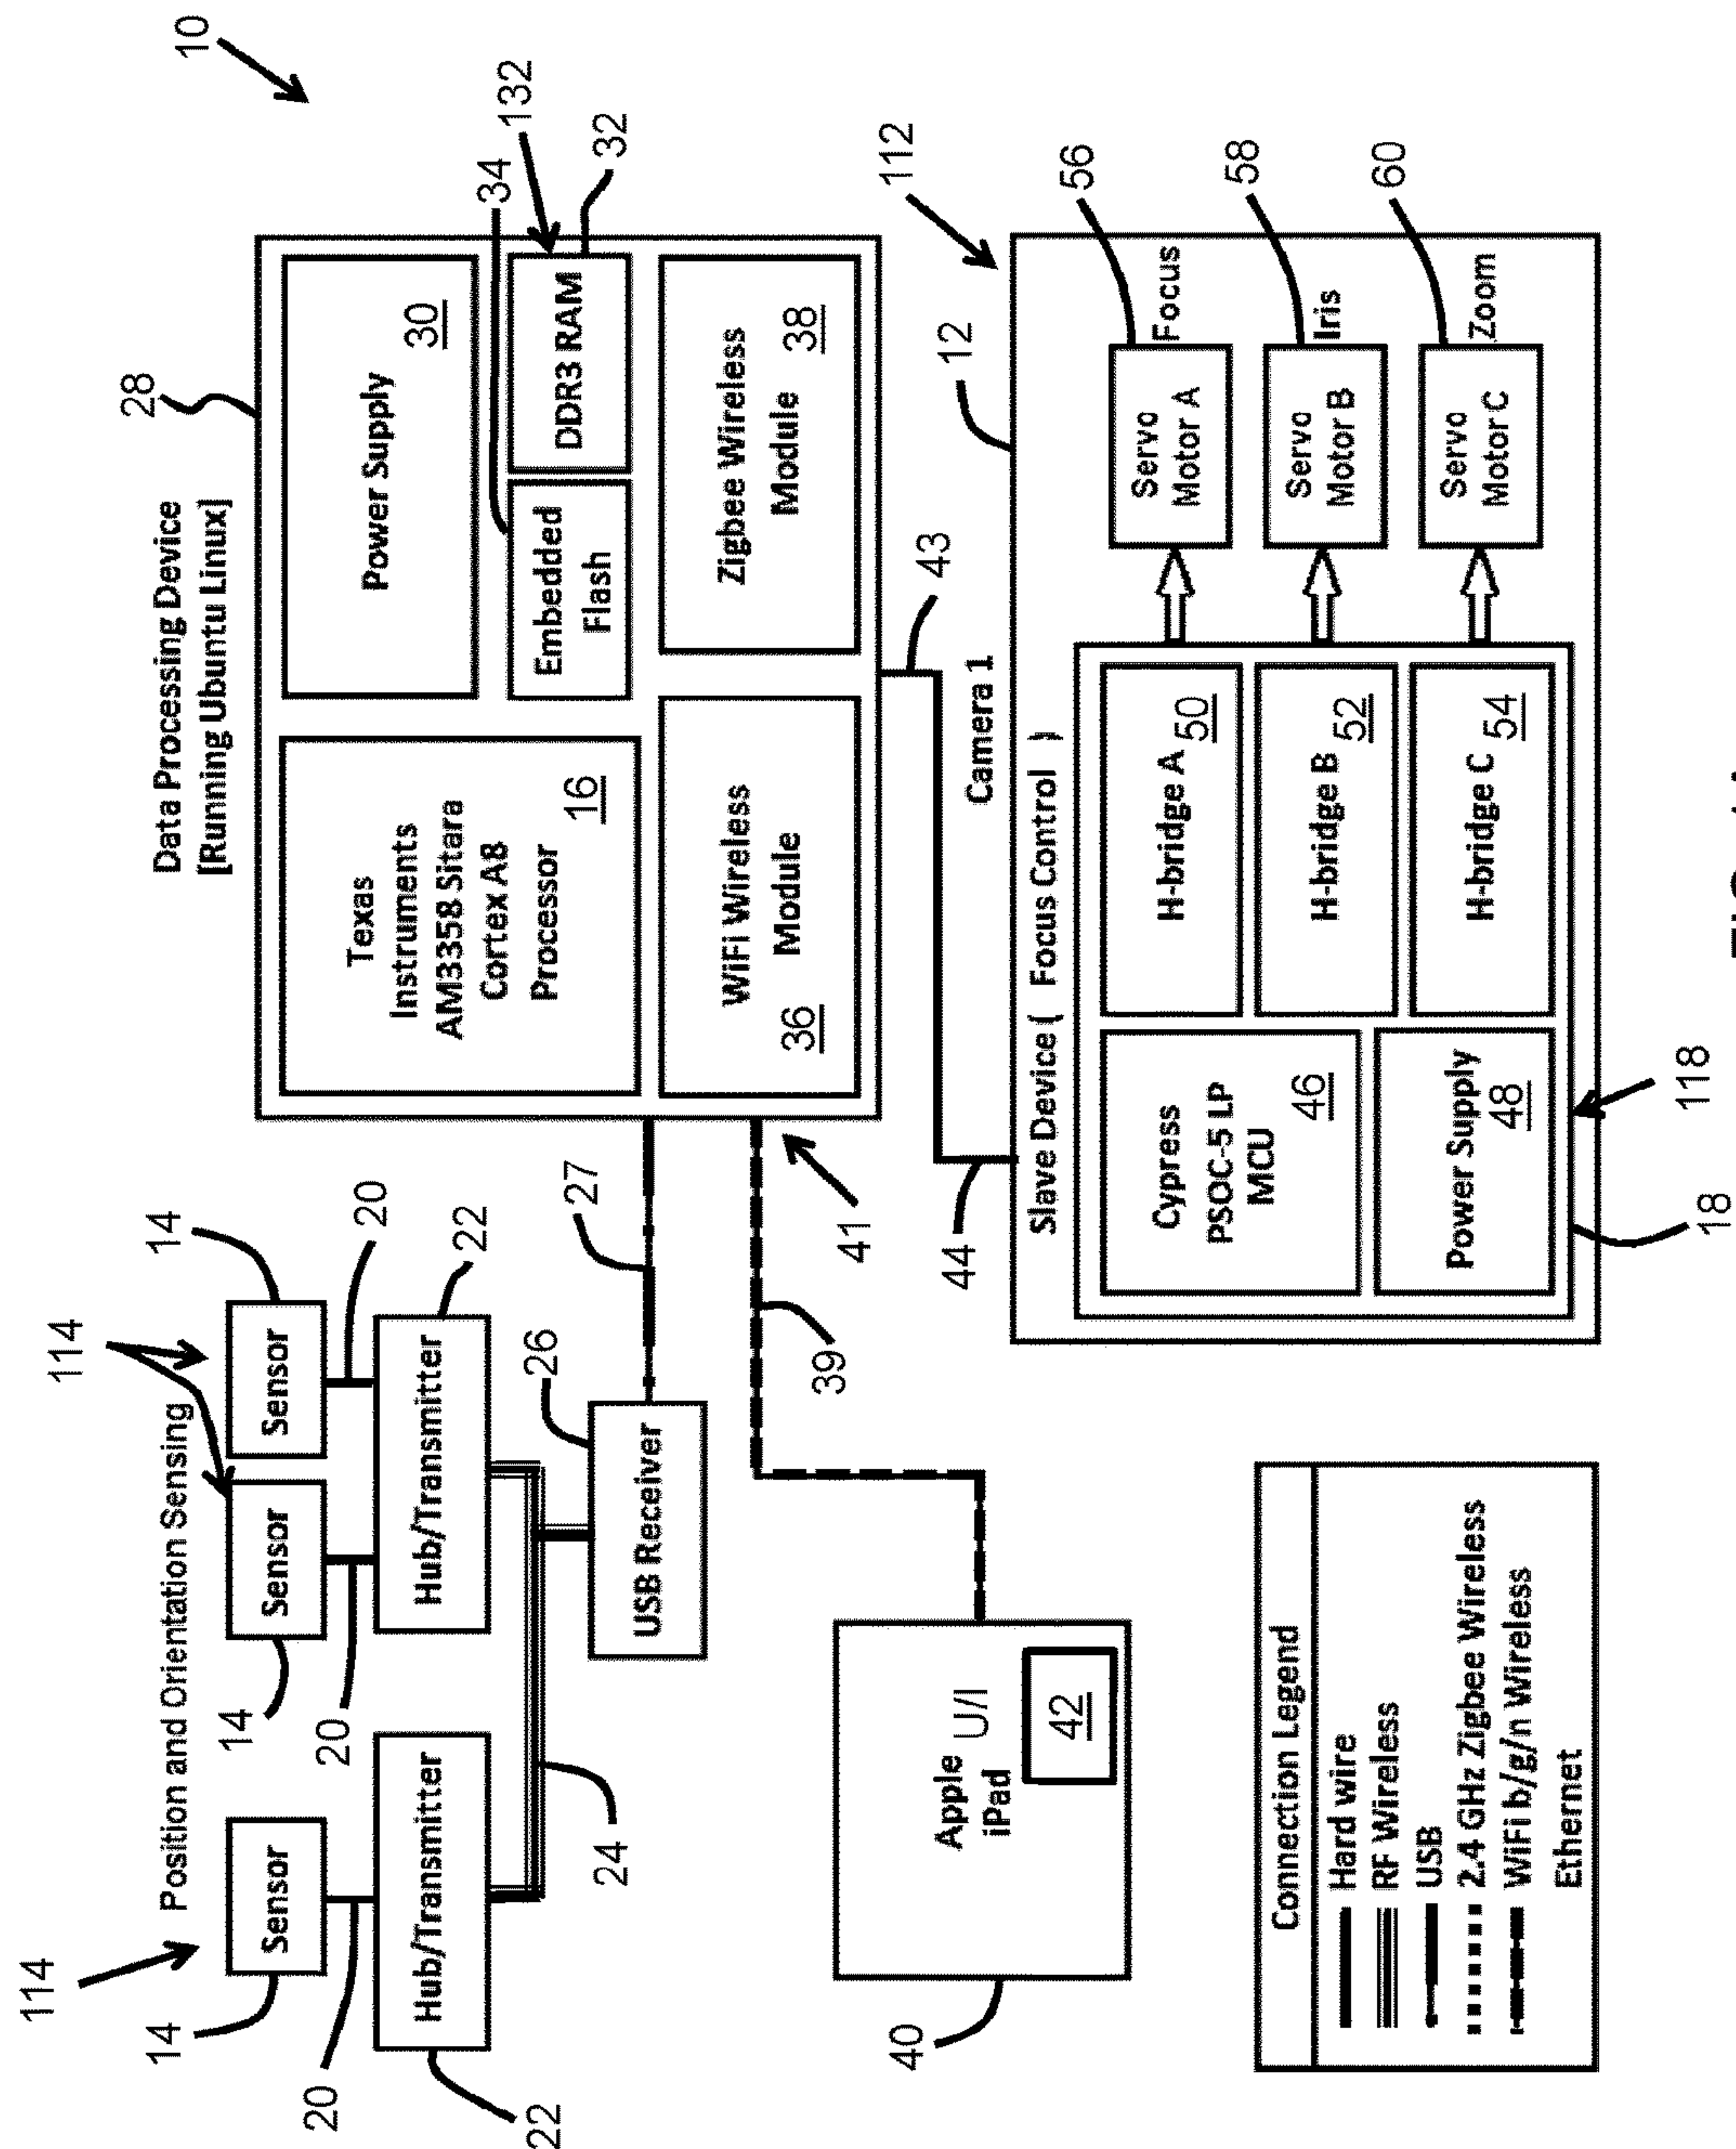 10
Data Processing Device
[Running Ubuntu Linux]
28
34
132
32
Texas
Instruments
AM3358 Sitara
Cortex A8
Processor
16
Power Supply
30
Embedded
Flash
DDR3 RAM
WiFi Wireless
Module
36
Zigbee Wireless
Module
38
114
Position and Orientation Sensing
114
14
14
14
Sensor
Sensor
Sensor
20
20
20
Hub/Transmitter
Hub/Transmitter
22
22
24
26
USB Receiver
27
39
41
43
44
40
Apple
iPad
U/I
42
Camera 1
12
112
Slave Device ( Focus Control )
Cypress
PSOC-5 LP
MCU
46
Power Supply
48
H-bridge A
50
H-bridge B
52
H-bridge C
54
Servo
Motor A
Focus
56
Servo
Motor B
Iris
58
Servo
Motor C
Zoom
60
18
118
Connection Legend
Hard wire
RF Wireless
USB
2.4 GHz Zigbee Wireless
WiFi b/g/n Wireless
Ethernet